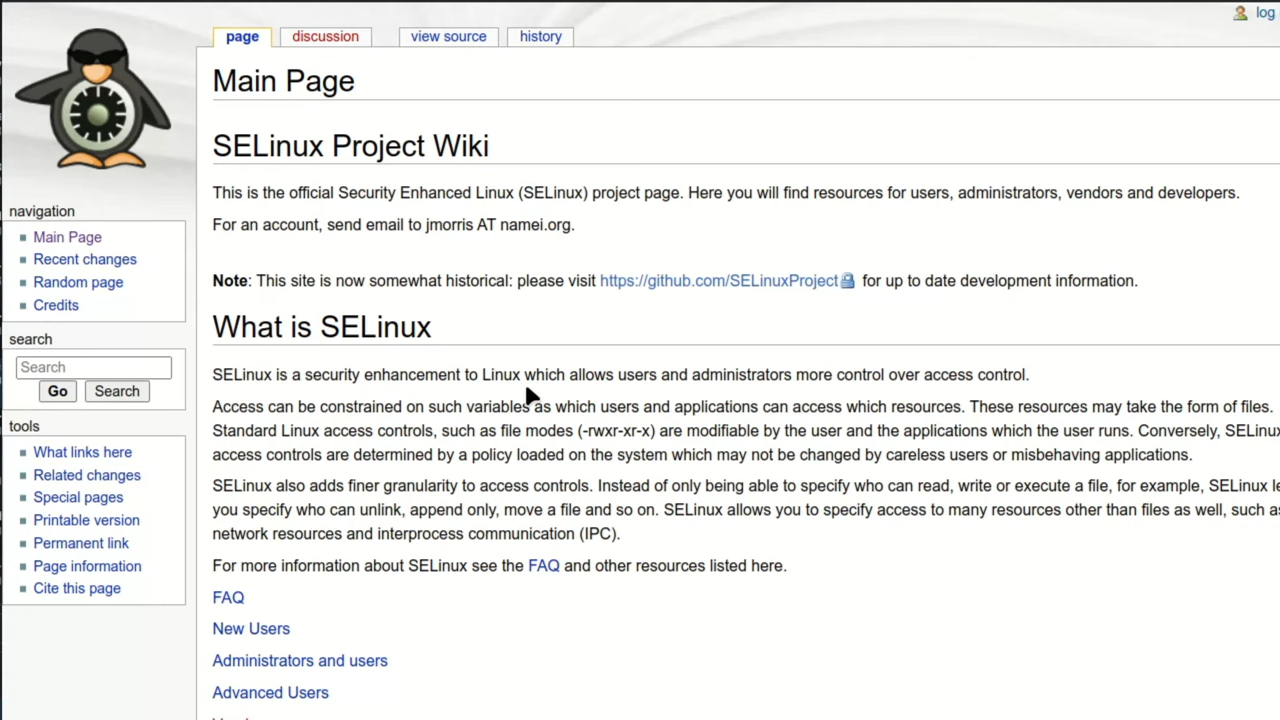 log
page discussion view source history
Main Page
SELinux Project Wiki
This is the official Security Enhanced Linux (SELinux) project page. Here you will find resources for users, administrators, vendors and developers.
For an account, send email to jmorris AT namei.org.
Note: This site is now somewhat historical: please visit https://github.com/SELinuxProject for up to date development information.
What is SELinux
SELinux is a security enhancement to Linux which allows users and administrators more control over access control.
Access can be constrained on such variables as which users and applications can access which resources. These resources may take the form of files.
Standard Linux access controls, such as file modes (-rwxr-xr-x) are modifiable by the user and the applications which the user runs. Conversely, SELinux
access controls are determined by a policy loaded on the system which may not be changed by careless users or misbehaving applications.
SELinux also adds finer granularity to access controls. Instead of only being able to specify who can read, write or execute a file, for example, SELinux
you specify who can unlink, append only, move a file and so on. SELinux allows you to specify access to many resources other than files as well, such as
network resources and interprocess communication (IPC).
For more information about SELinux see the FAQ and other resources listed here.
FAQ
New Users
Administrators and users
Advanced Users
navigation
Main Page
Recent changes
Random page
Credits
search
Search
Go Search
tools
What links here
Related changes
Special pages
Printable version
Permanent link
Page information
Cite this page